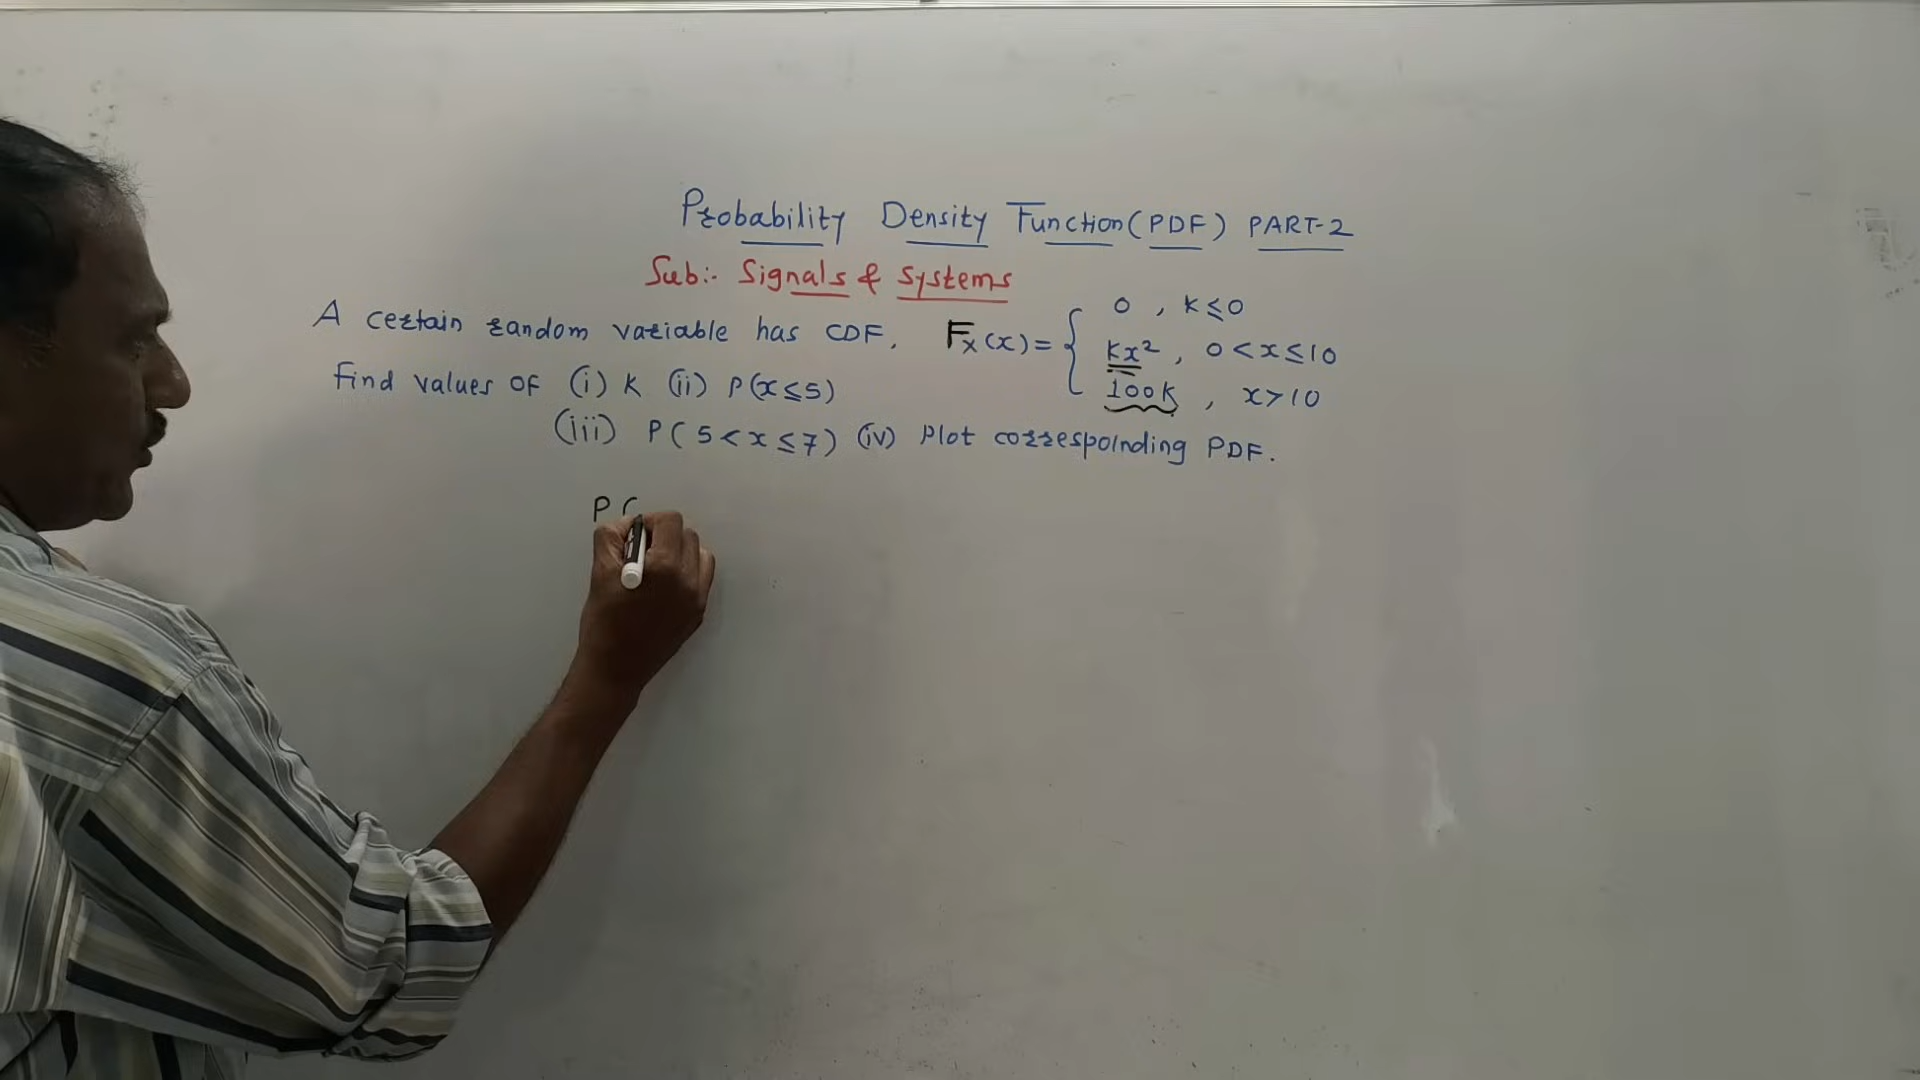 Probability Density Function (PDF) PART-2
Sub:- Signals & Systems
A certain random variable has CDF, Fx(x) = { 0 , K≤0
Kx² , 0<x≤10
100K , x>10
Find values of (i) K (ii) P(x≤5)
(iii) P(5<x≤7) (iv) Plot correspolnding PDF.
P(